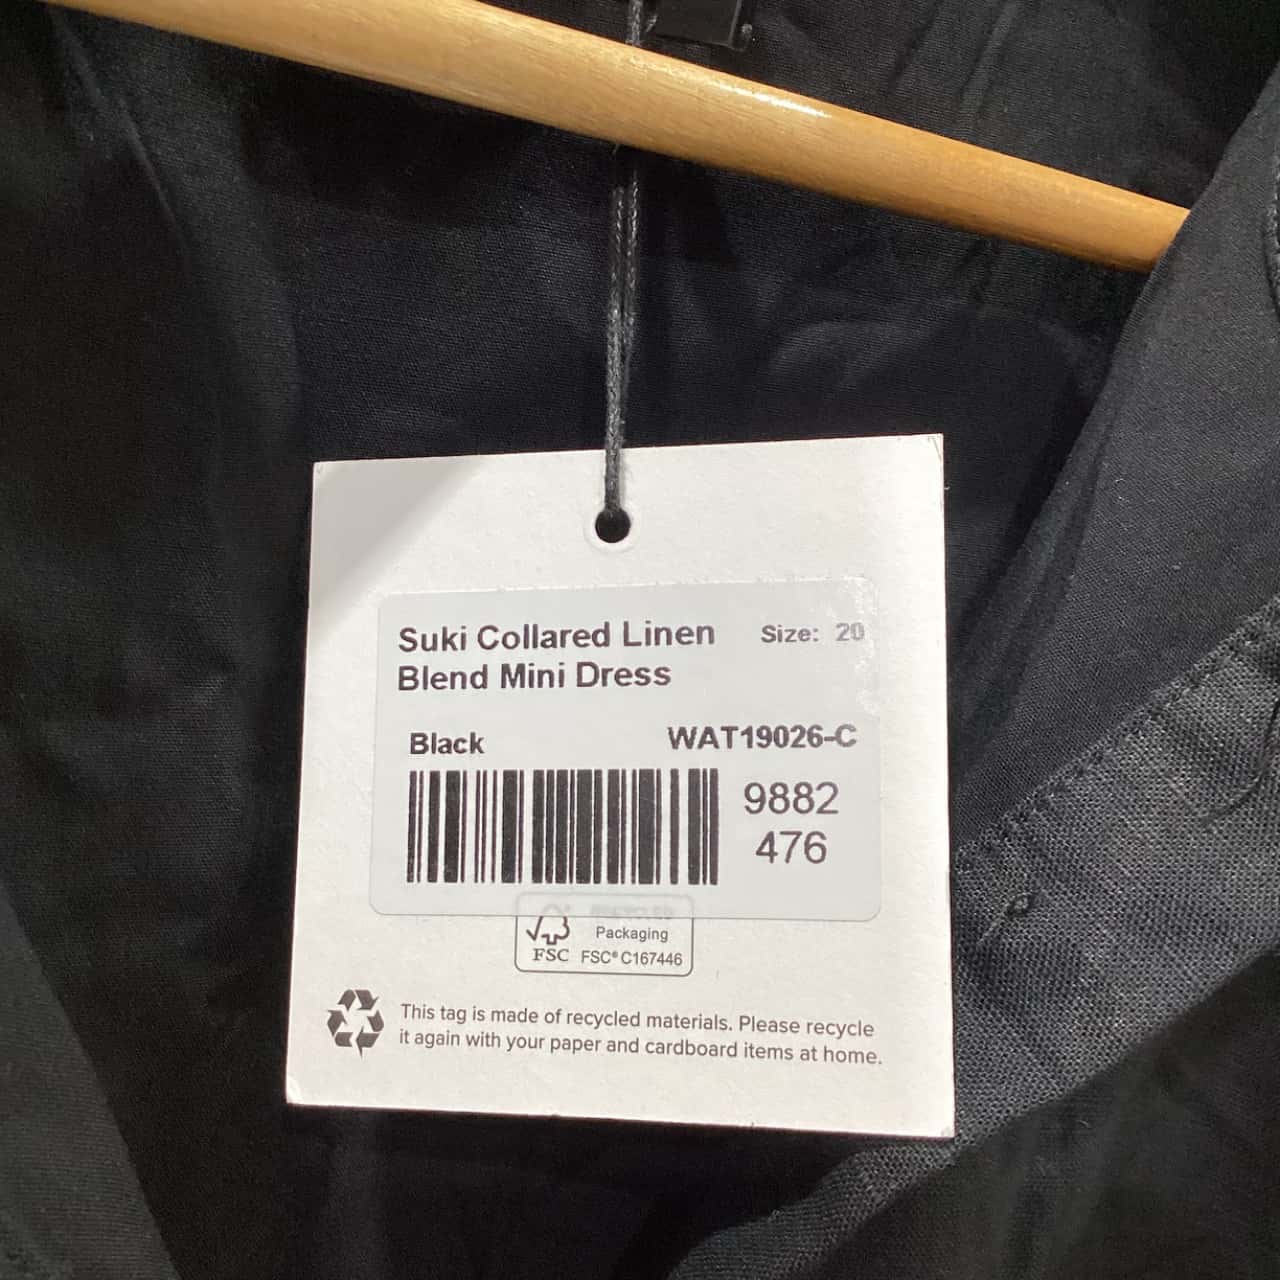 Suki Collared Linen Size: 20
Blend Mini Dress
Black WAT19026-C
9882
476
Packaging
FSC FSC® C167446
This tag is made of recycled materials. Please recycle
it again with your paper and cardboard items at home.